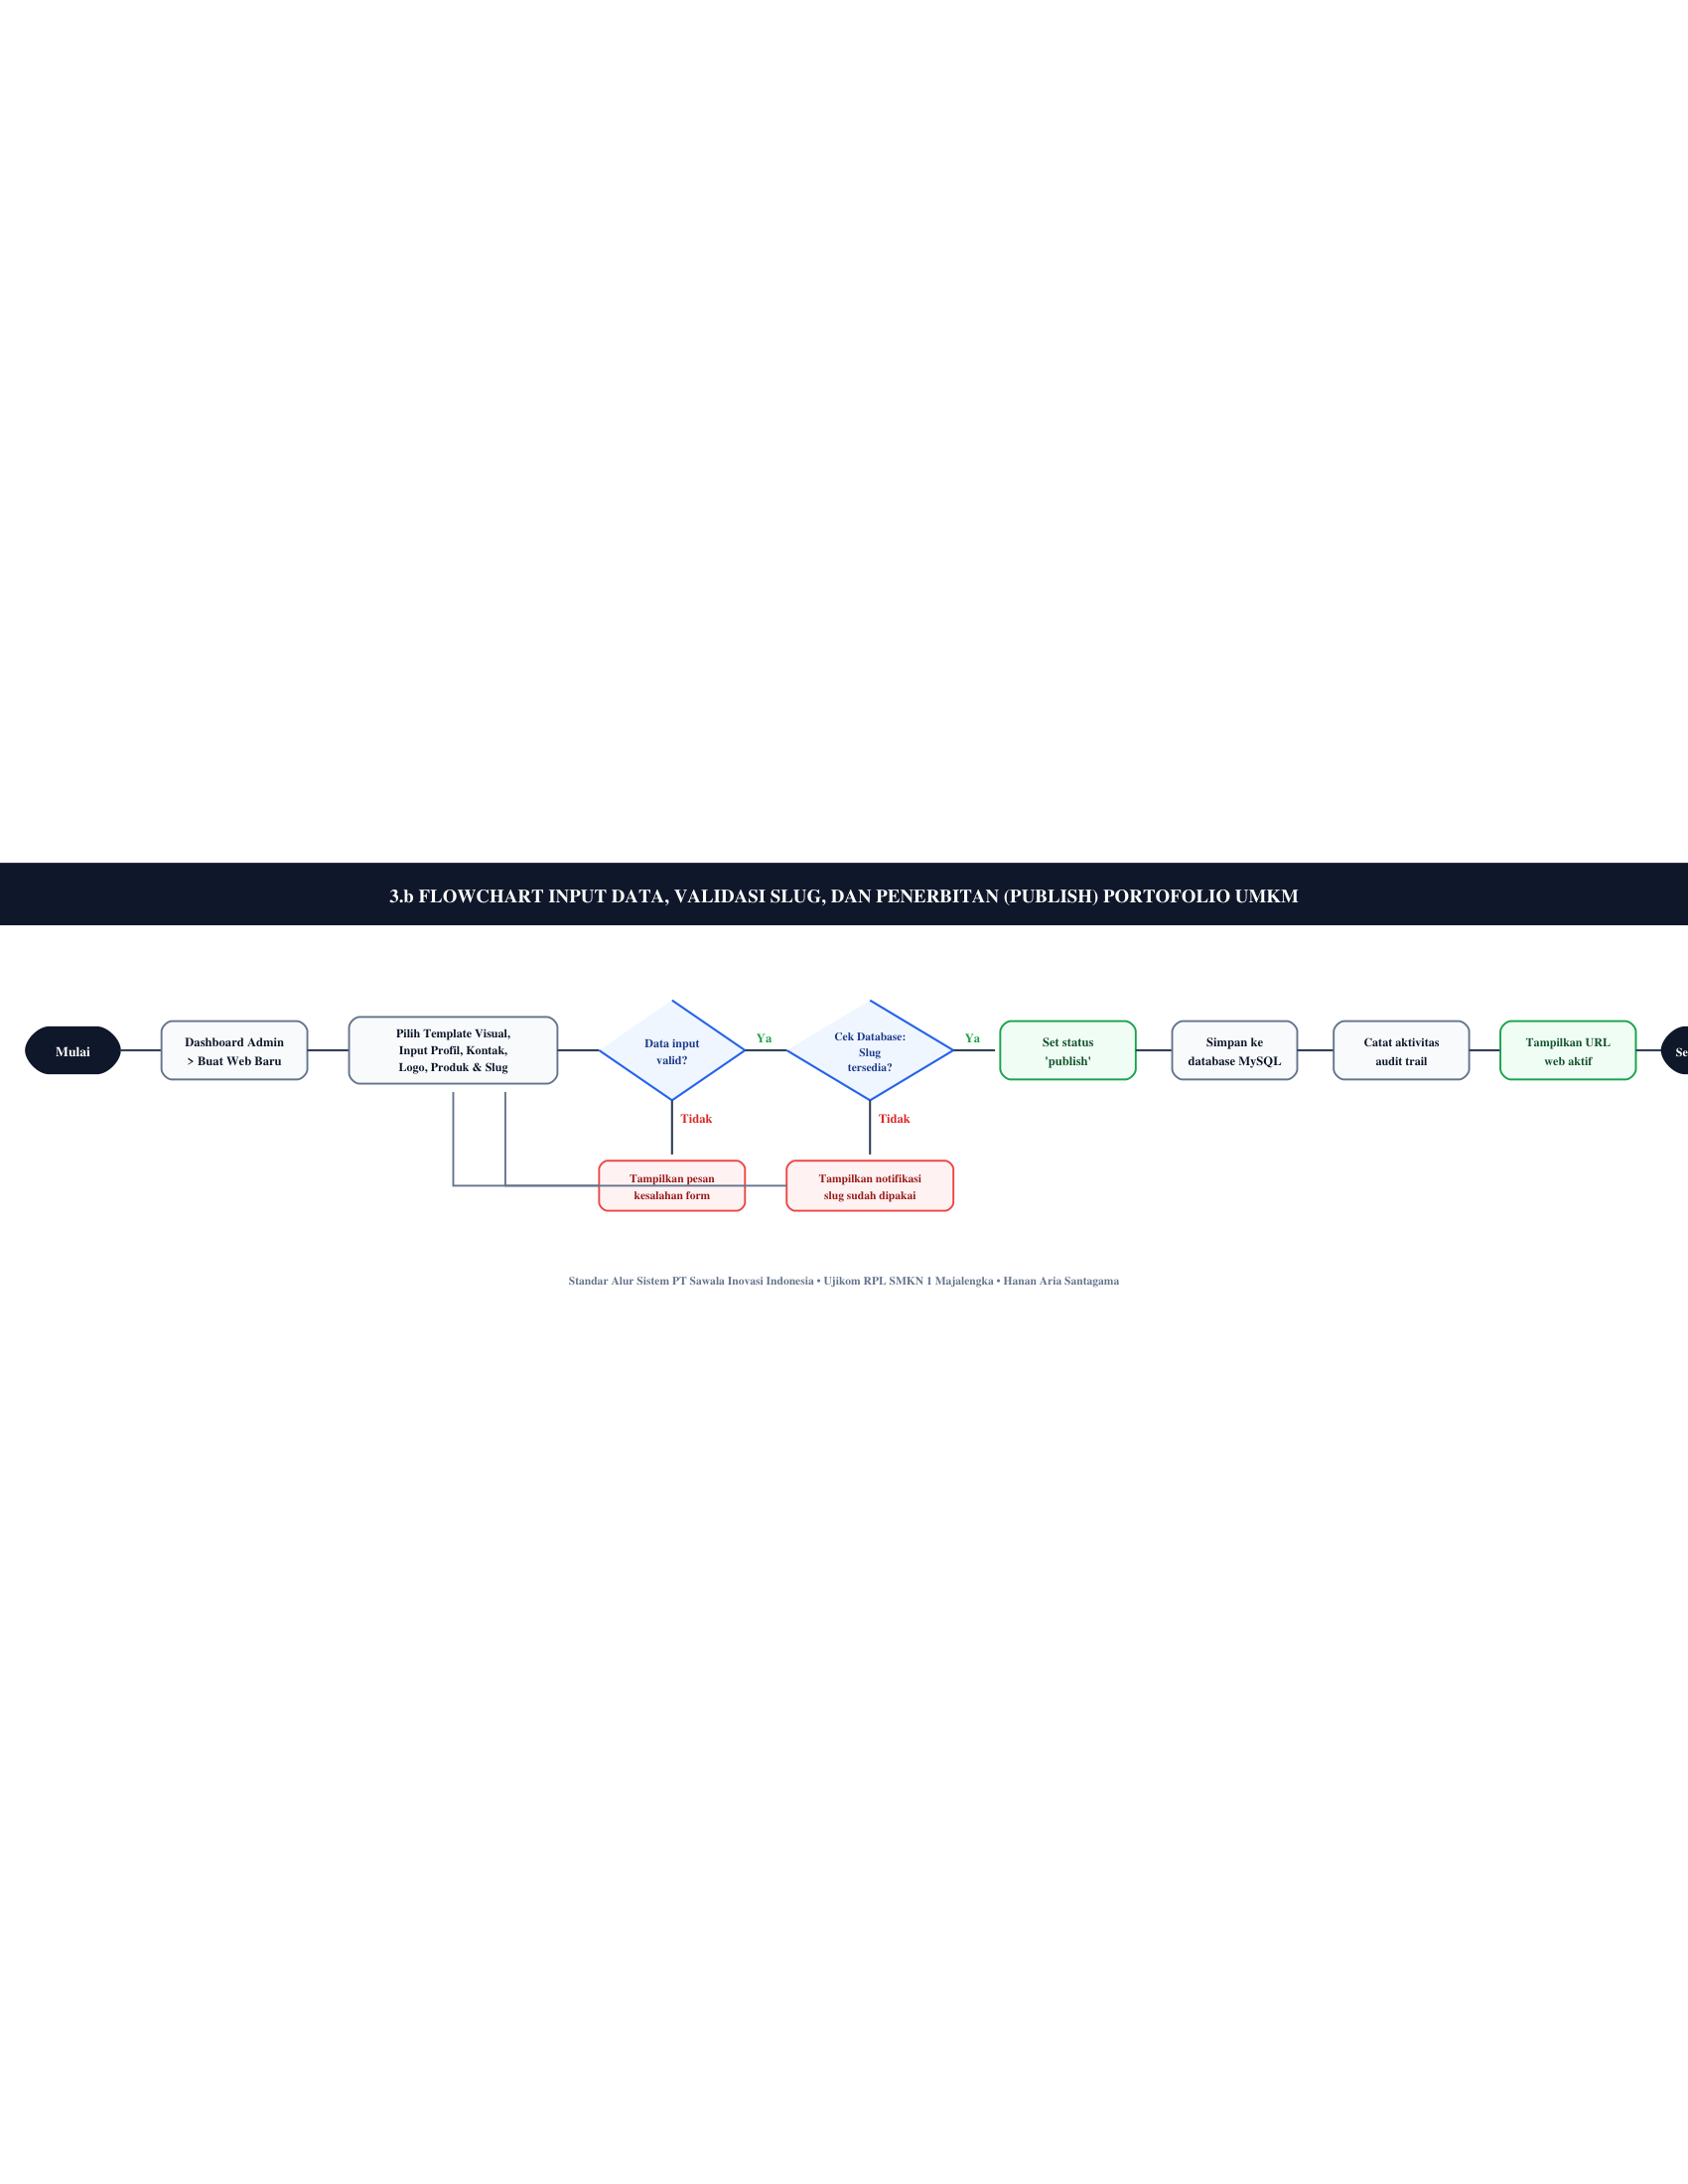 3.b FLOWCHART INPUT DATA, VALIDASI SLUG, DAN PENERBITAN (PUBLISH) PORTOFOLIO UMKM
Mulai
Dashboard Admin
> Buat Web Baru
Pilih Template Visual,
Input Profil, Kontak,
Logo, Produk & Slug
Data input
valid?
Ya
Cek Database:
Slug
tersedia?
Ya
Set status
'publish'
Simpan ke
database MySQL
Catat aktivitas
audit trail
Tampilkan URL
web aktif
Se
Tidak
Tidak
Tampilkan pesan
kesalahan form
Tampilkan notifikasi
slug sudah dipakai
Standar Alur Sistem PT Sawala Inovasi Indonesia • Ujikom RPL SMKN 1 Majalengka • Hanan Aria Santagama